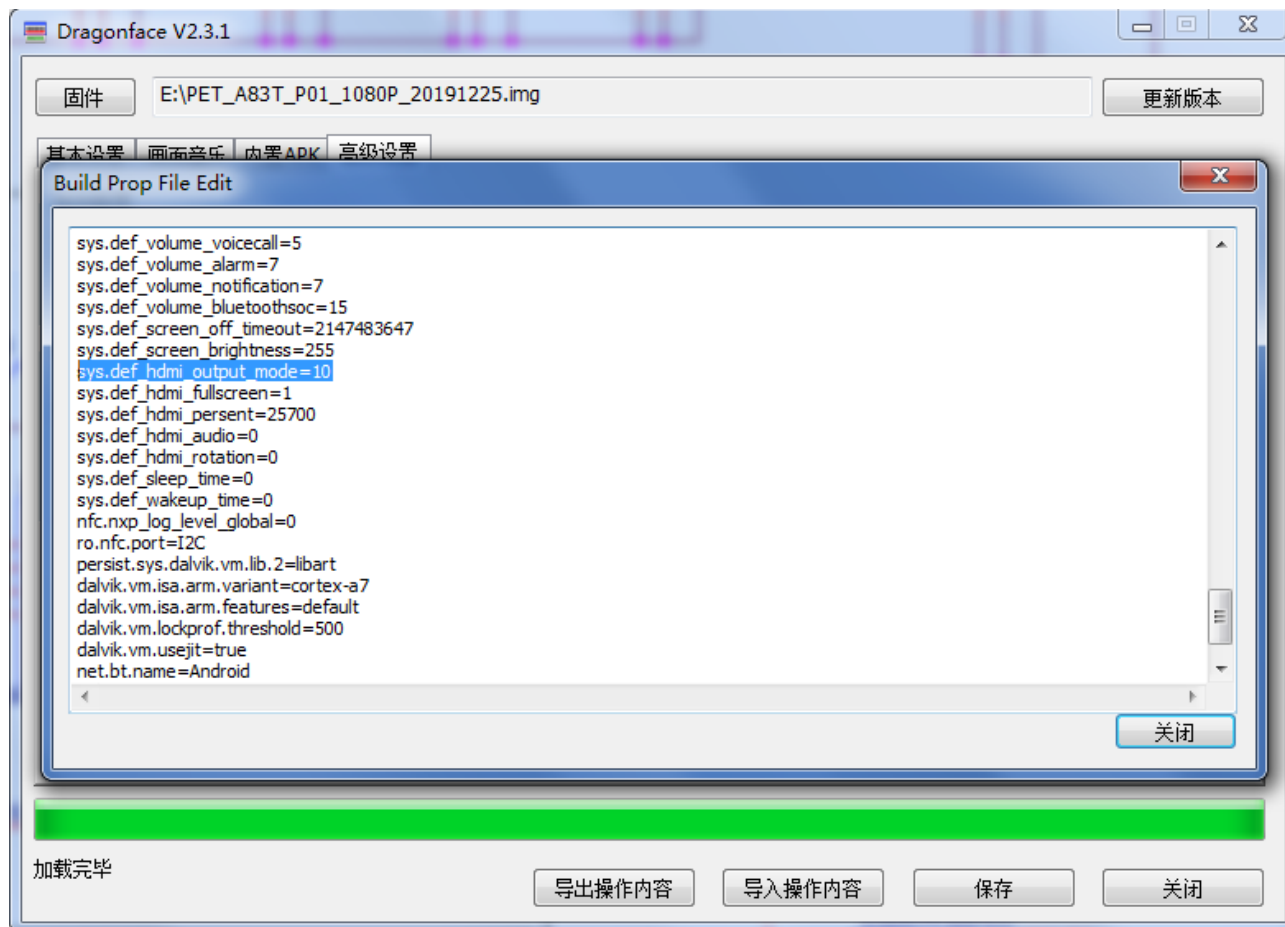 Dragonface V2.3.1
固件
E:\PET_A83T_P01_1080P_20191225.img
更新版本
基本设置 画面音乐 内置APK 高级设置
Build Prop File Edit
sys.def_volume_voicecall=5
sys.def_volume_alarm=7
sys.def_volume_notification=7
sys.def_volume_bluetoothsoc=15
sys.def_screen_off_timeout=2147483647
sys.def_screen_brightness=255
sys.def_hdmi_output_mode=10
sys.def_hdmi_fullscreen=1
sys.def_hdmi_persent=25700
sys.def_hdmi_audio=0
sys.def_hdmi_rotation=0
sys.def_sleep_time=0
sys.def_wakeup_time=0
nfc.nxp_log_level_global=0
ro.nfc.port=I2C
persist.sys.dalvik.vm.lib.2=libart
dalvik.vm.isa.arm.variant=cortex-a7
dalvik.vm.isa.arm.features=default
dalvik.vm.lockprof.threshold=500
dalvik.vm.usejit=true
net.bt.name=Android
关闭
加载完毕
导出操作内容 导入操作内容 保存 关闭